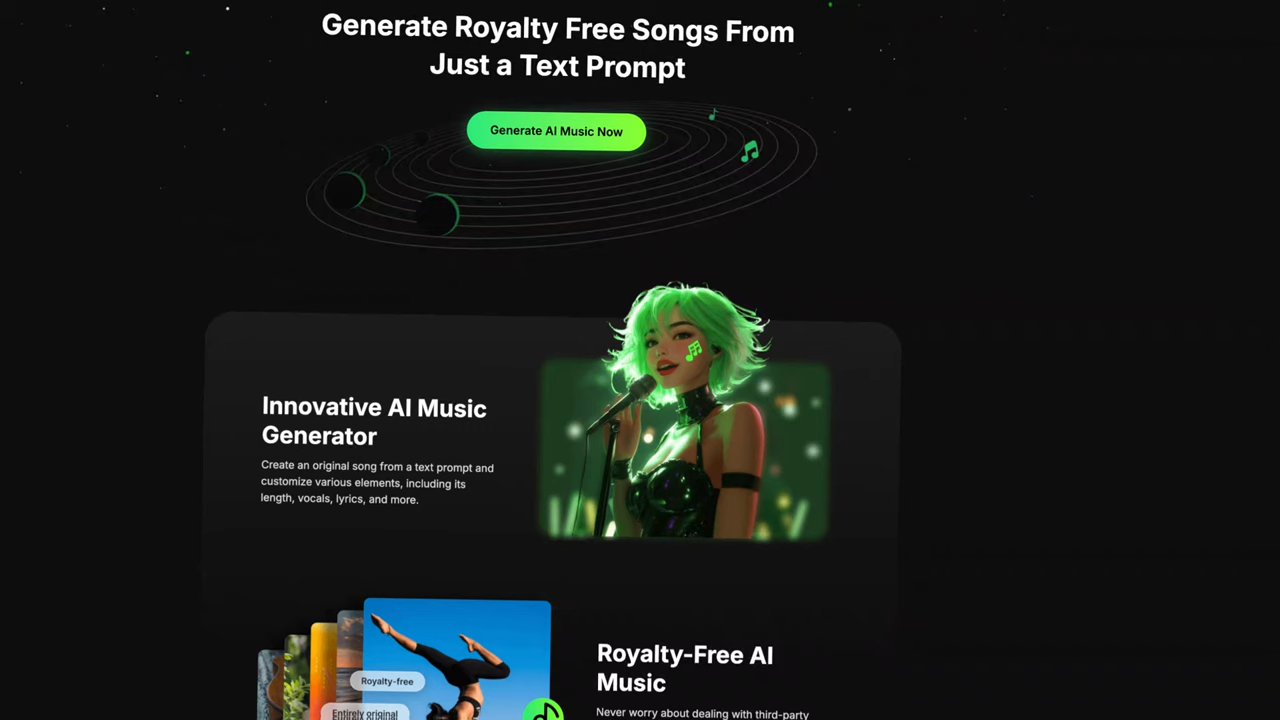 Generate Royalty Free Songs From
Just a Text Prompt
Generate AI Music Now
Innovative AI Music
Generator
Create an original song from a text prompt and
customize various elements, including its
length, vocals, lyrics, and more.
Royalty-free
Entirely original
Royalty-Free AI
Music
Never worry about dealing with third-party